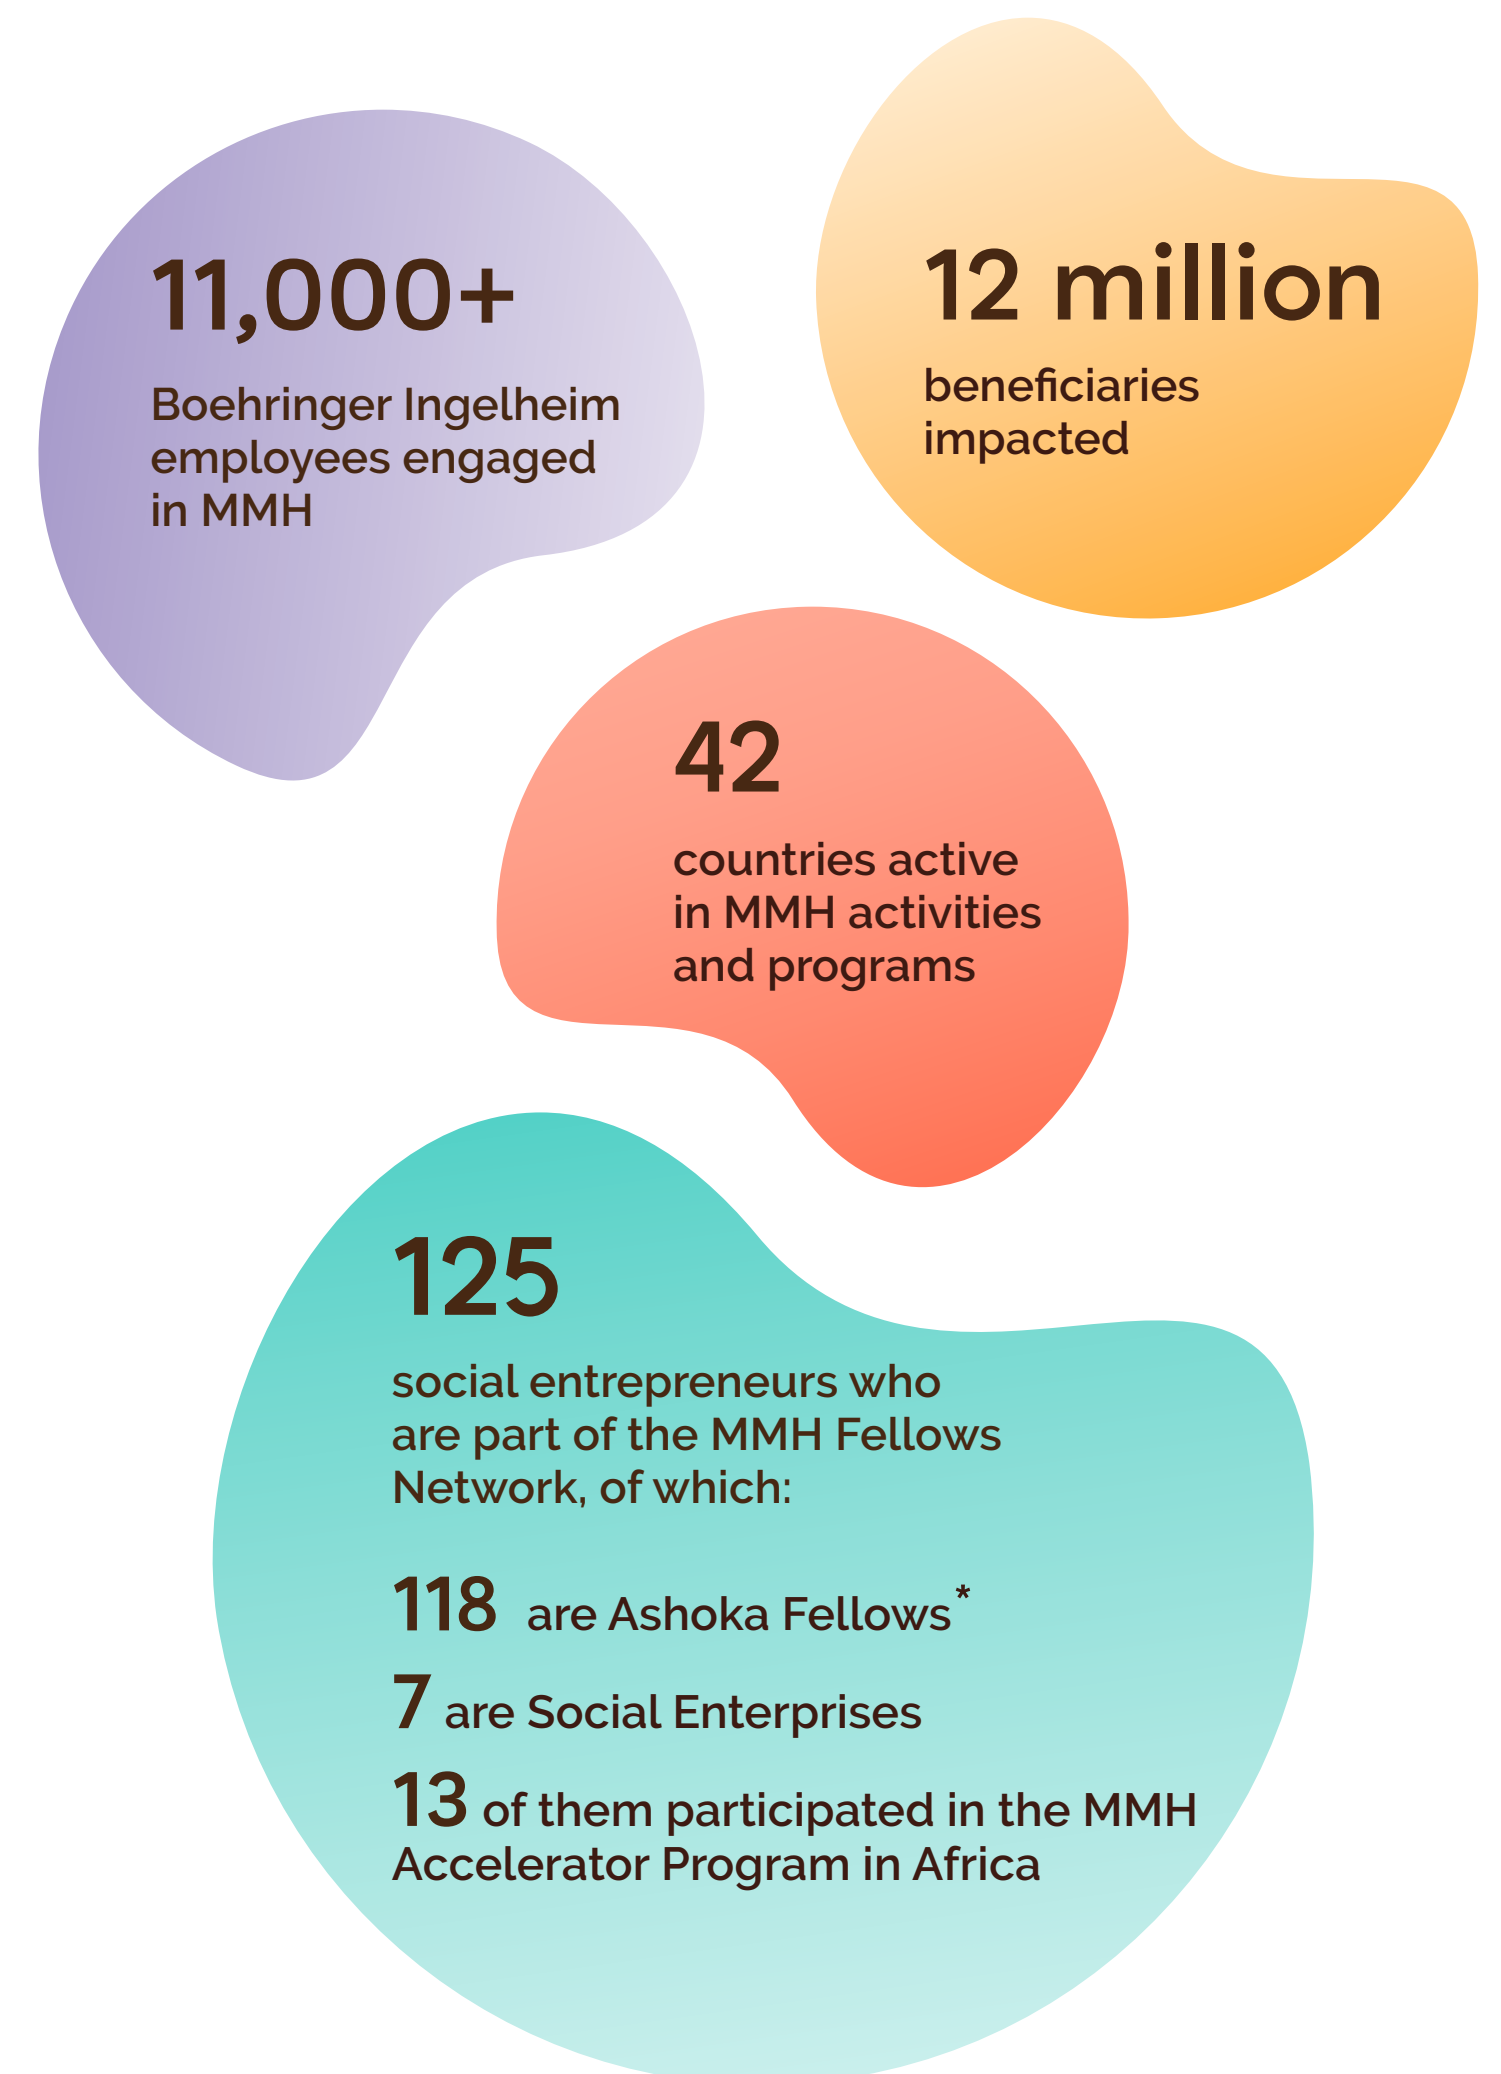 11,000+
Boehringer Ingelheim
employees engaged
in MMH
12 million
beneficiaries
impacted
42
countries active
in MMH activities
and programs
125
social entrepreneurs who
are part of the MMH Fellows
Network, of which:
118 are Ashoka Fellows*
7 are Social Enterprises
13 of them participated in the MMH
Accelerator Program in Africa